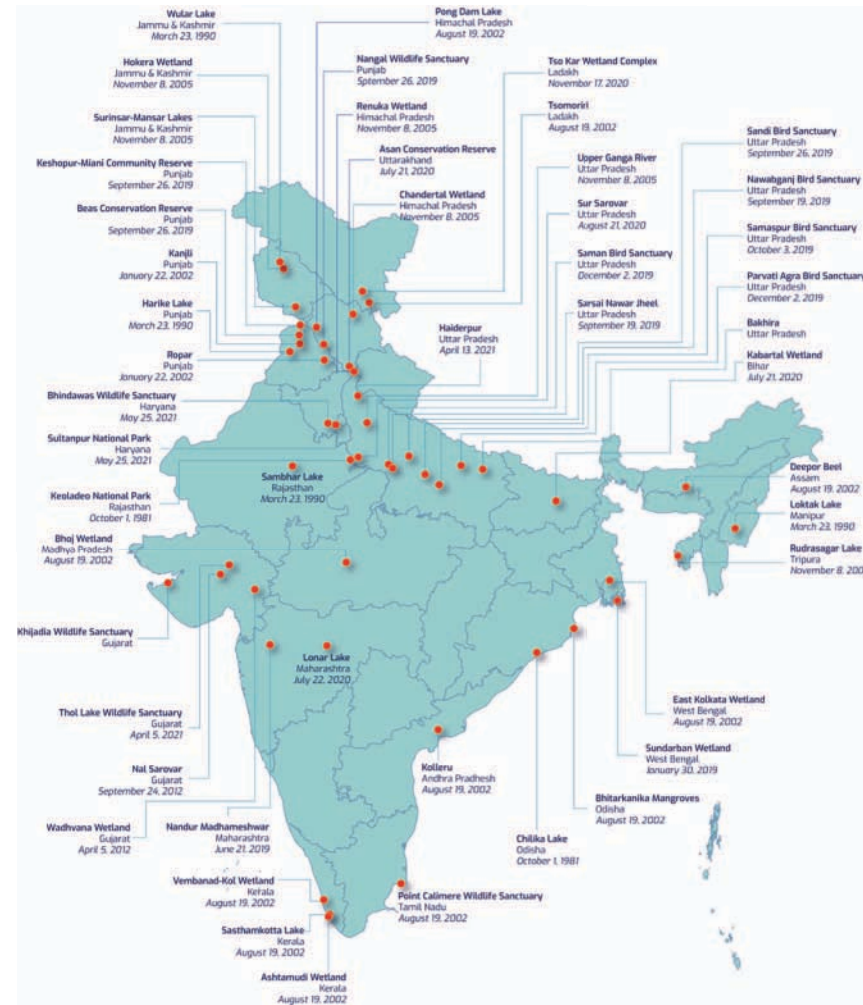 Wular Lake
Jammu & Kashmir
March 23, 1990
Hokera Wetland
Jammu & Kashmir
November 8, 2005
Surinsar-Mansar Lakes
Jammu & Kashmir
November 8, 2005
Keshopur-Miani Community Reserve
Punjab
September 26, 2019
Beas Conservation Reserve
Punjab
September 26, 2019
Kanjli
Punjab
January 22, 2002
Harike Lake
Punjab
March 23, 1990
Ropar
Punjab
January 22, 2002
Bhindawas Wildlife Sanctuary
Haryana
May 25, 2021
Sultanpur National Park
Haryana
May 25, 2021
Keoladeo National Park
Rajasthan
October 1, 1981
Bhoj Wetland
Madhya Pradesh
August 19, 2002
Khijadia Wildlife Sanctuary
Gujarat
Thol Lake Wildlife Sanctuary
Gujarat
April 5, 2021
Nal Sarovar
Gujarat
September 24, 2012
Wadhvana Wetland
Gujarat
April 5, 2012
Pong Dam Lake
Himachal Pradesh
August 19, 2002
Nangal Wildlife Sanctuary
Punjab
Sptember 26, 2019
Renuka Wetland
Himachal Pradesh
November 8, 2005
Asan Conservation Reserve
Uttarakhand
July 21, 2020
Chandertal Wetland
Himachal Pradesh
November 8, 2005
Haiderpur
Uttar Pradesh
April 13, 2021
Sambhar Lake
Rajasthan
March 23, 1990
Lonar Lake
Maharashtra
July 22, 2020
Nandur Madhameshwar
Maharashtra
June 21, 2019
Vembanad-Kol Wetland
Kerala
August 19, 2002
Sasthamkotta Lake
Kerala
August 19, 2002
Ashtamudi Wetland
Kerala
August 19, 2002
Tso Kar Wetland Complex
Ladakh
November 17, 2020
Tsomoriri
Ladakh
August 19, 2002
Upper Ganga River
Uttar Pradesh
November 8, 2005
Sur Sarovar
Uttar Pradesh
August 21, 2020
Saman Bird Sanctuary
Uttar Pradesh
December 2, 2019
Sarsai Nawar Jheel
Uttar Pradesh
September 19, 2019
Sandi Bird Sanctuary
Uttar Pradesh
September 26, 2019
Nawabganj Bird Sanctuary
Uttar Pradesh
September 19, 2019
Samaspur Bird Sanctuary
Uttar Pradesh
October 3, 2019
Parvati Agra Bird Sanctuary
Uttar Pradesh
December 2, 2019
Bakhira
Uttar Pradesh
Kabartal Wetland
Bihar
July 21, 2020
Deepor Beel
Assam
August 19, 2002
Loktak Lake
Manipur
March 23, 1990
Rudrasagar Lake
Tripura
November 8, 200
East Kolkata Wetland
West Bengal
August 19, 2002
Sundarban Wetland
West Bengal
January 30, 2019
Bhitarkanika Mangroves
Odisha
August 19, 2002
Chilika Lake
Odisha
October 1, 1981
Kolleru
Andhra Pradhesh
August 19, 2002
Point Calimere Wildlife Sanctuary
Tamil Nadu
August 19, 2002